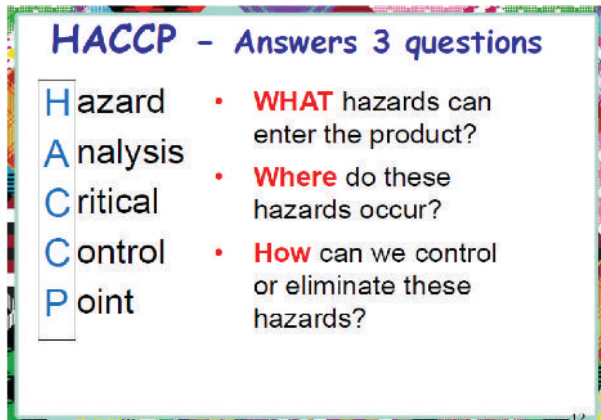 HACCP – Answers 3 questions
Hazard
Analysis
Critical
Control
Point
• WHAT hazards can
enter the product?
• Where do these
hazards occur?
• How can we control
or eliminate these
hazards?
12